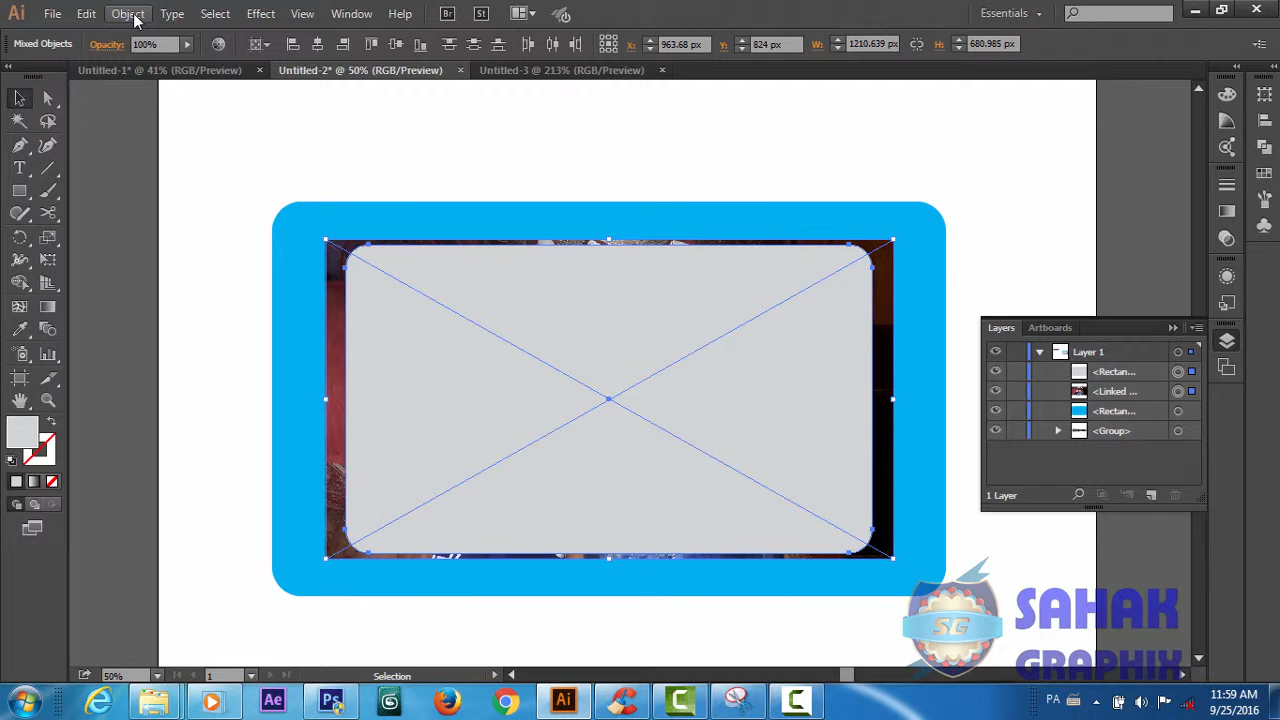 Ai File Edit Object Type Select Effect View Window Help Br St Essentials
Mixed Objects Opacity: 100% X: 963.68 px Y: 824 px W: 1210.639 px H: 680.985 px
Untitled-1* @ 41% (RGB/Preview) × Untitled-2* @ 50% (RGB/Preview) × Untitled-3 @ 213% (RGB/Preview) ×
Layers Artboards
Layer 1
<Rectan...
<Linked ...
<Rectan...
<Group>
1 Layer
SG
SAHAK
GRAPHIX
50% 1 Selection
Ae Ps Ai PA 11:59 AM
9/25/2016